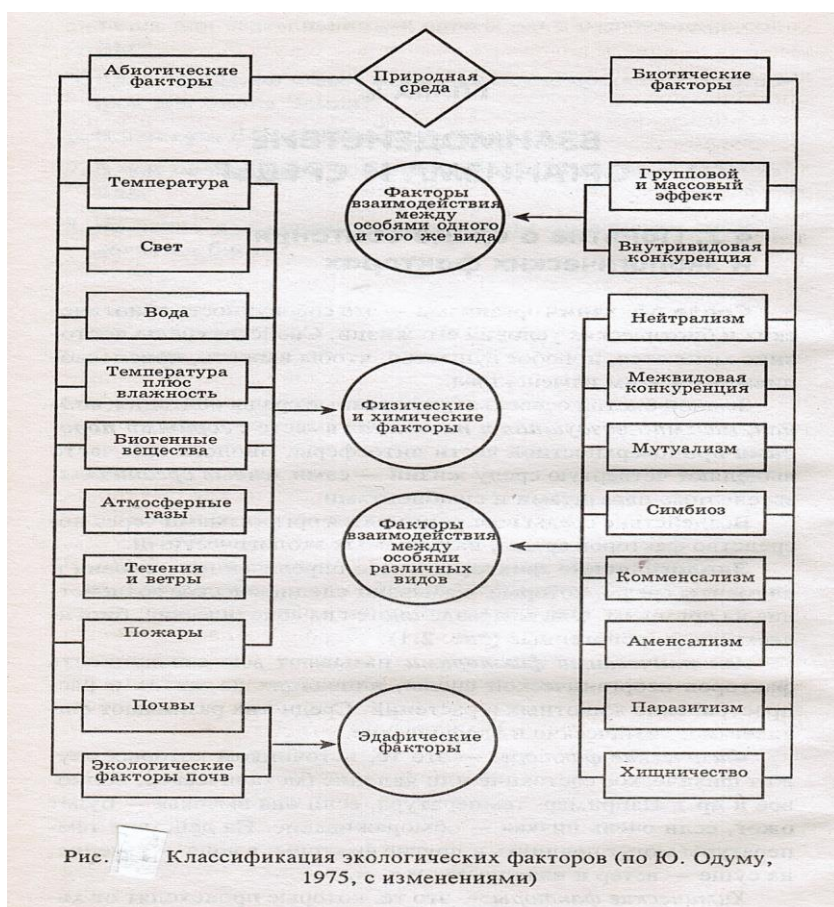 Абиотические
факторы
Температура
Свет
Вода
Температура
плюс
влажность
Биогенные
вещества
Атмосферные
газы
Течения
и ветры
Пожары
Почвы
Экологические
факторы почв
Природная
среда
Факторы
взаимодействия
между
особями одного
и того же вида
Физические
и химические
факторы
Факторы
взаимодействия
между
особями
различных
видов
Эдафические
факторы
Биотические
факторы
Групповой
и массовый
эффект
Внутривидовая
конкуренция
Нейтрализм
Межвидовая
конкуренция
Мутуализм
Симбиоз
Комменсализм
Аменсализм
Паразитизм
Хищничество
Рис. Классификация экологических факторов (по Ю. Одуму,
1975, с изменениями)